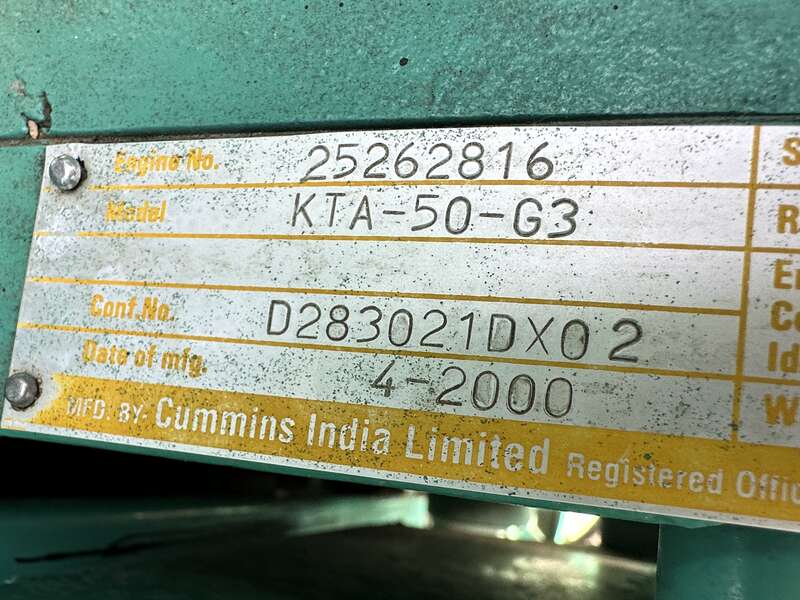 Engine No. 25262816 S
Model KTA-50-G3 R
Conf.No. D283021DX02
Date of mfg. 4-2000
MFD. BY. Cummins India Limited Registered